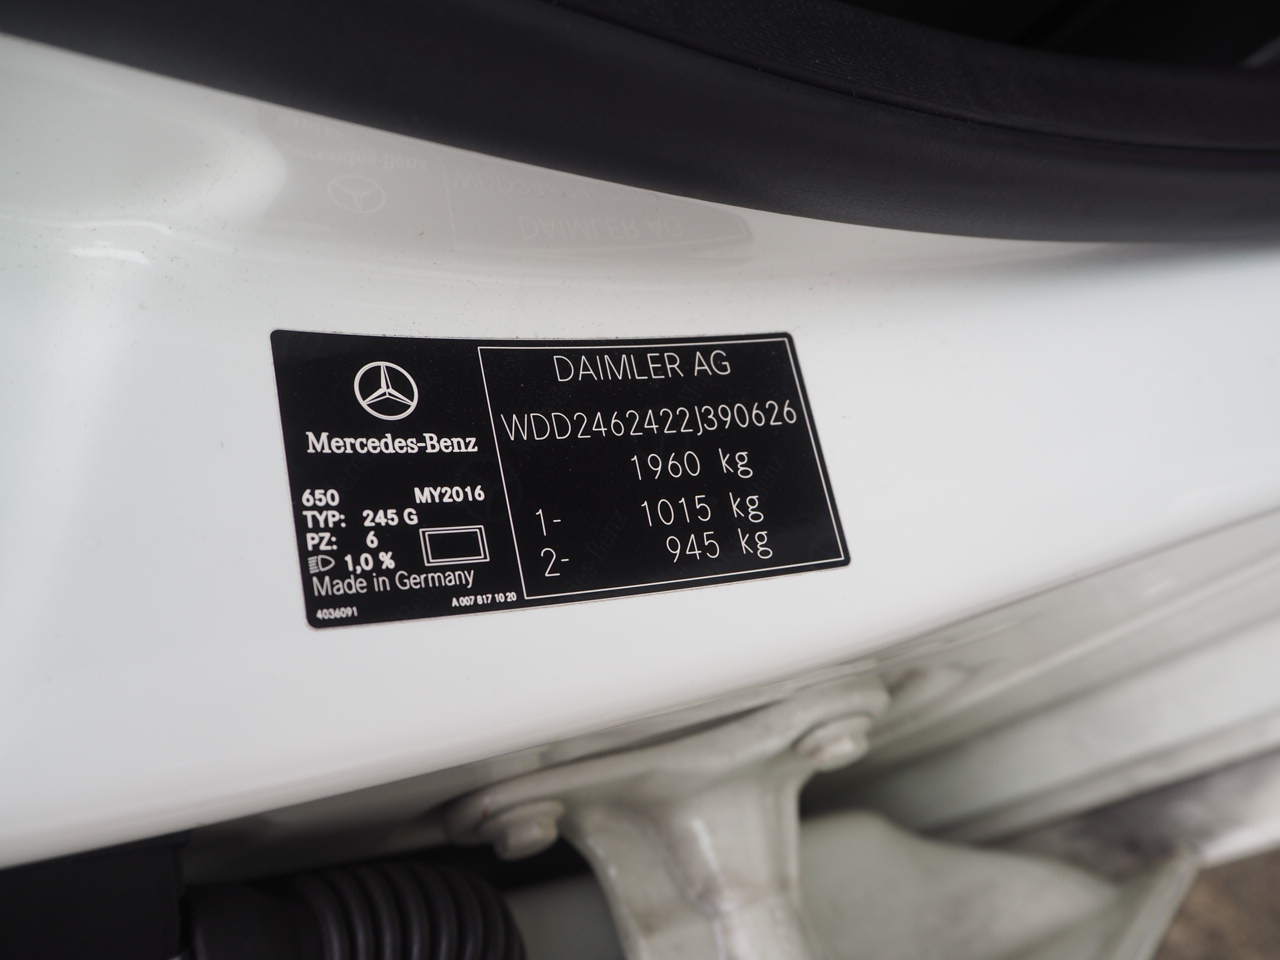 Mercedes-Benz
650 MY2016
TYP: 245 G
PZ: 6
1,0 %
Made in Germany
4036091 A 007 817 10 20
DAIMLER AG
WDD2462422J390626
1960 kg
1- 1015 kg
2- 945 kg